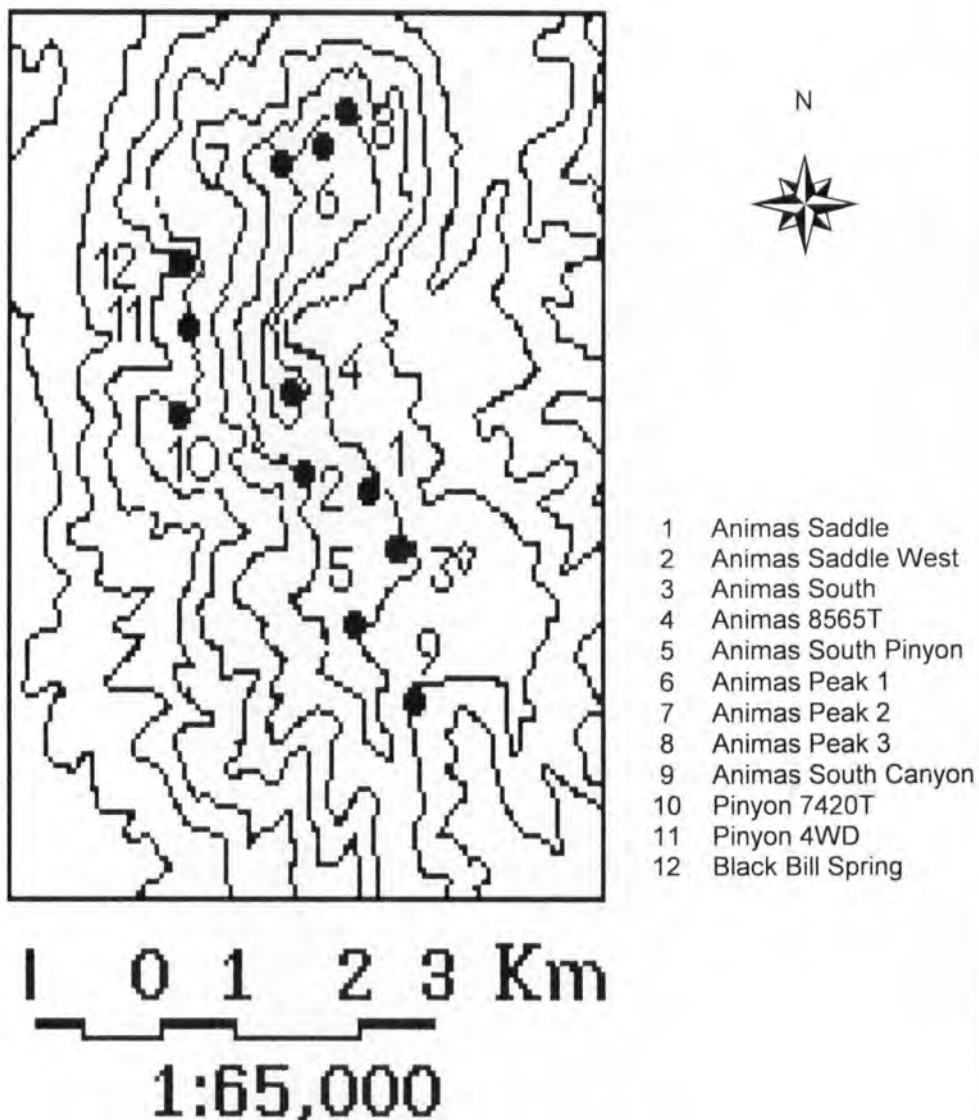 N
8
7
6
12
11
4
10
1
2
5
3
9
1 Animas Saddle
2 Animas Saddle West
3 Animas South
4 Animas 8565T
5 Animas South Pinyon
6 Animas Peak 1
7 Animas Peak 2
8 Animas Peak 3
9 Animas South Canyon
10 Pinyon 7420T
11 Pinyon 4WD
12 Black Bill Spring
1 0 1 2 3 Km
1:65,000